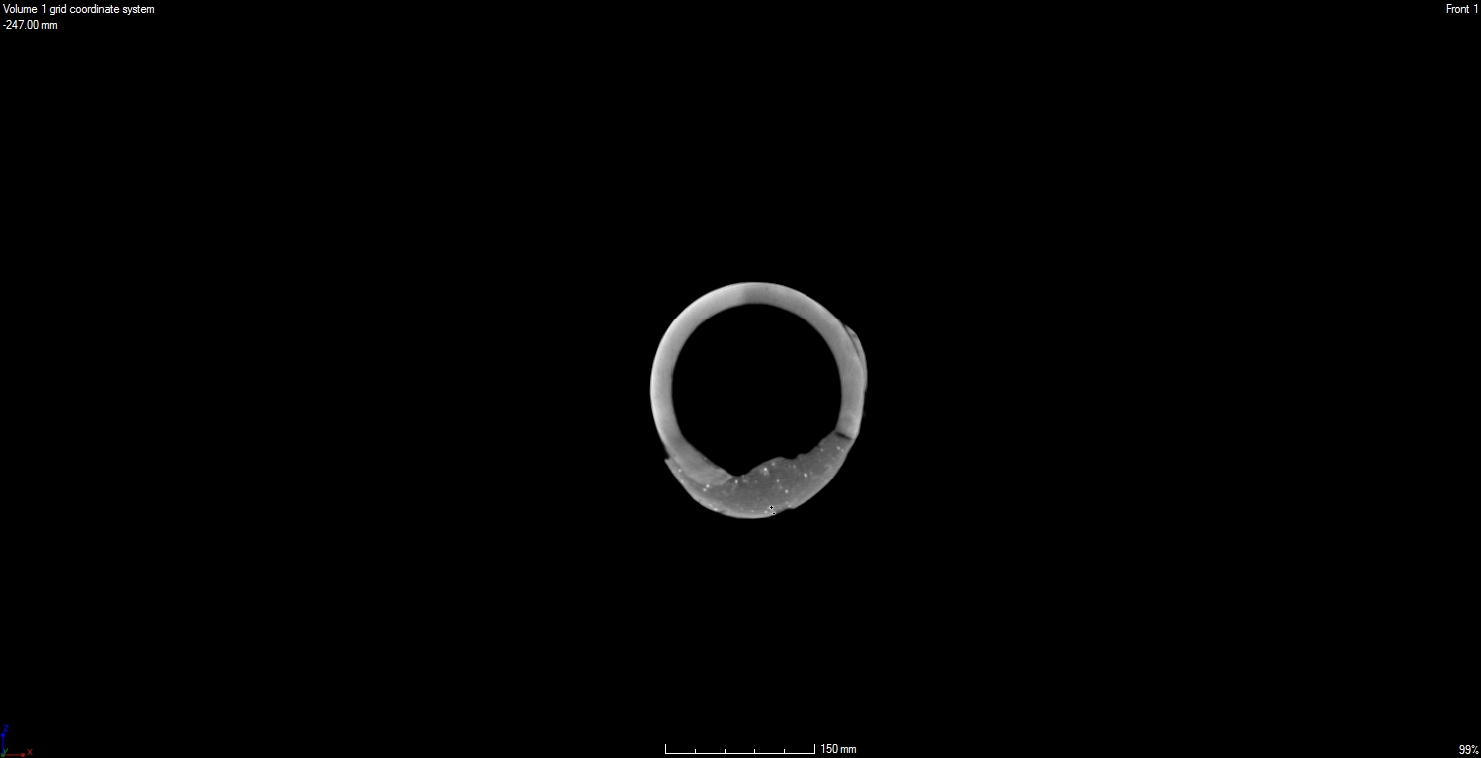 Volume 1 grid coordinate system
Front 1
-247.00 mm
z
y
x
150 mm
99%